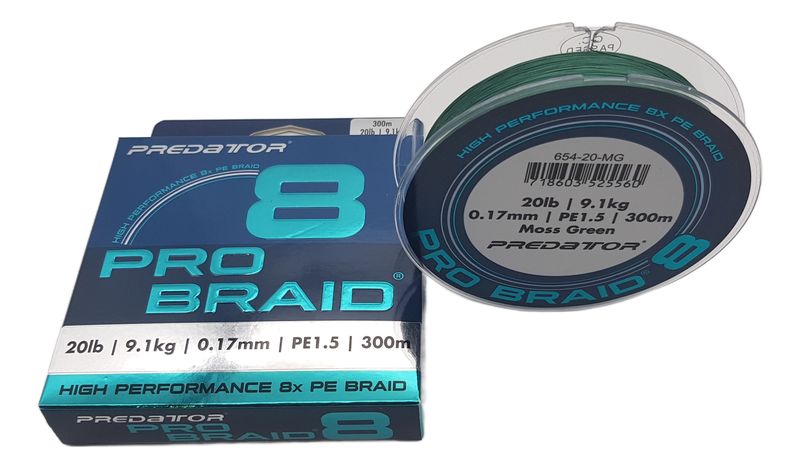 300m
20lb | 9.1k
PREDATOR®
HIGH PERFORMANCE 8X PE BRAID
8
PRO
BRAID®
20lb | 9.1kg | 0.17mm | PE1.5 | 300m
HIGH PERFORMANCE 8X PE BRAID
PREDATOR®
PRO
BRAID 8
Q.C.
PASSED
HIGH PERFORMANCE 8X PE BRAID
654-20-MG
718603 525560
20lb | 9.1kg
0.17mm | PE1.5 | 300m
Moss Green
PREDATOR®
PRO BRAID® 8